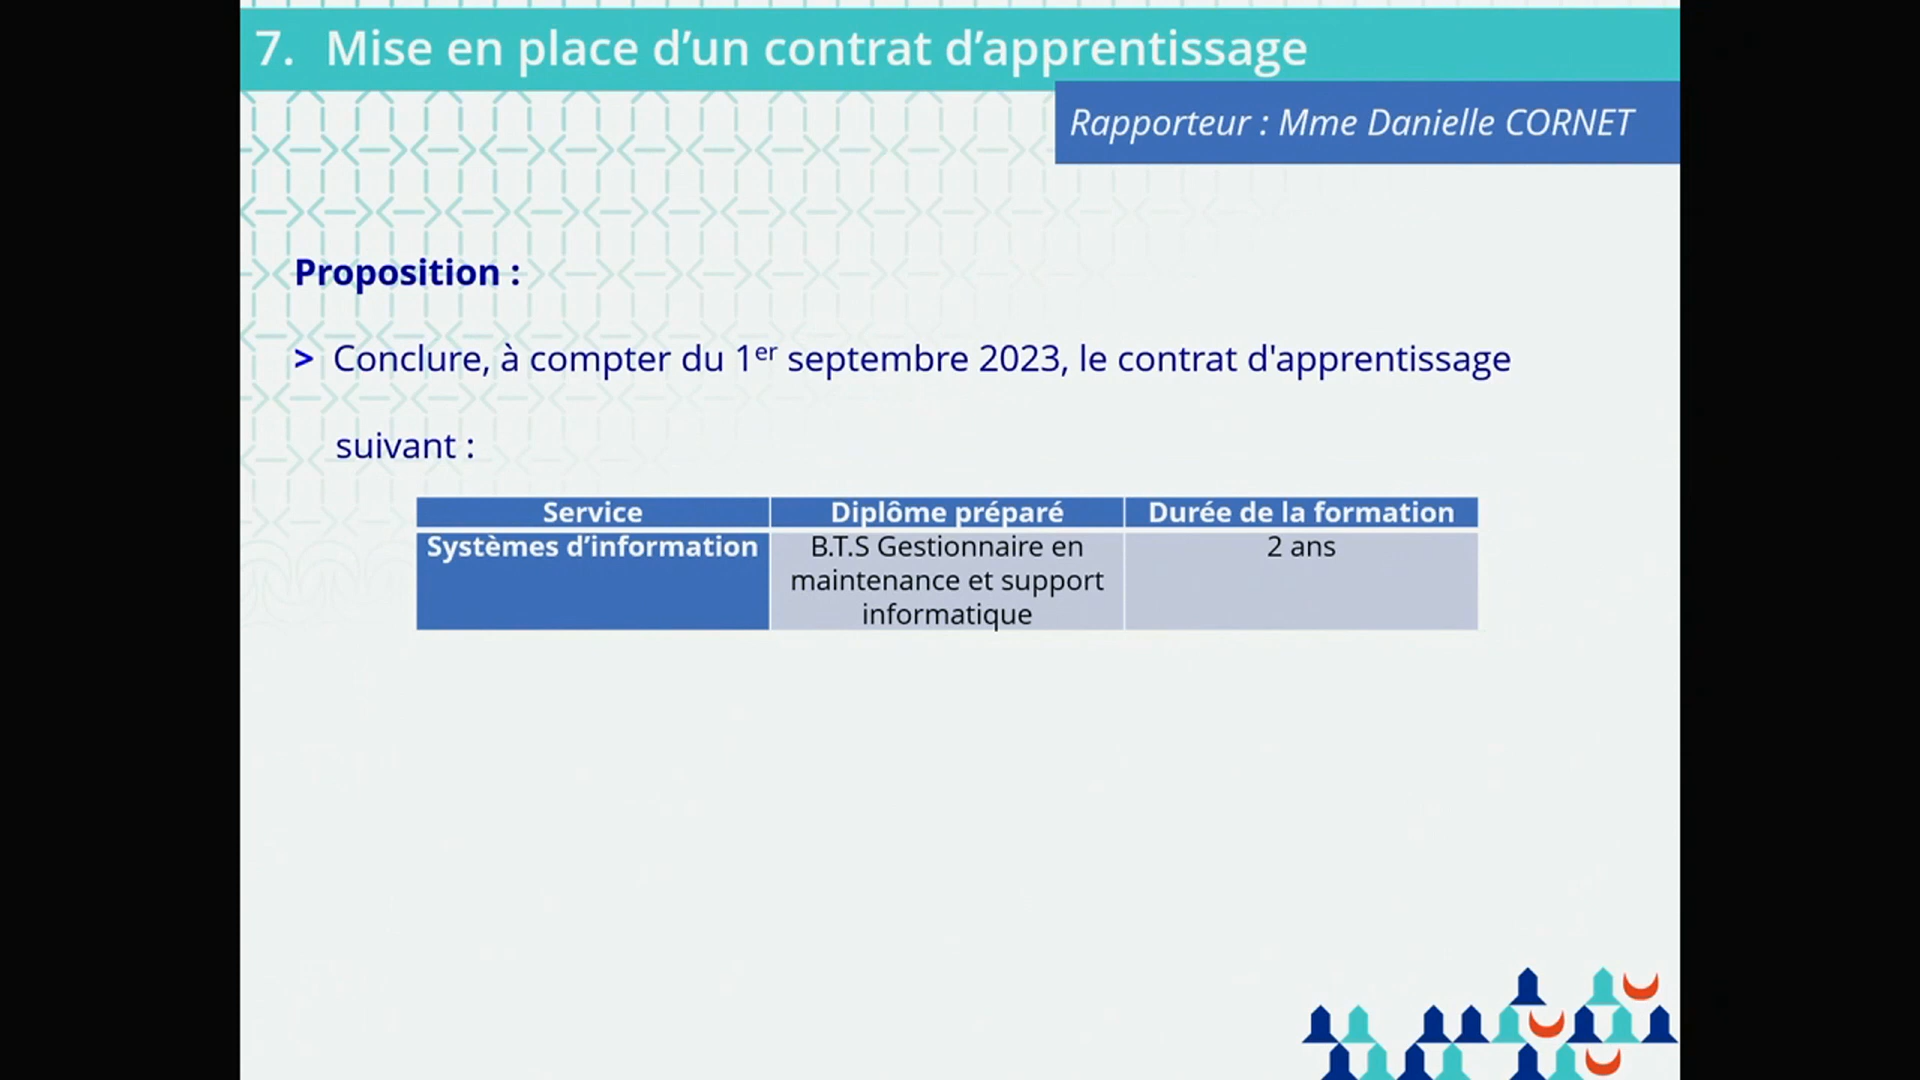 7. Mise en place d’un contrat d’apprentissage
Rapporteur : Mme Danielle CORNET
Proposition :
> Conclure, à compter du 1er septembre 2023, le contrat d'apprentissage
suivant :
Service Diplôme préparé Durée de la formation
Systèmes d’information B.T.S Gestionnaire en 2 ans
maintenance et support
informatique